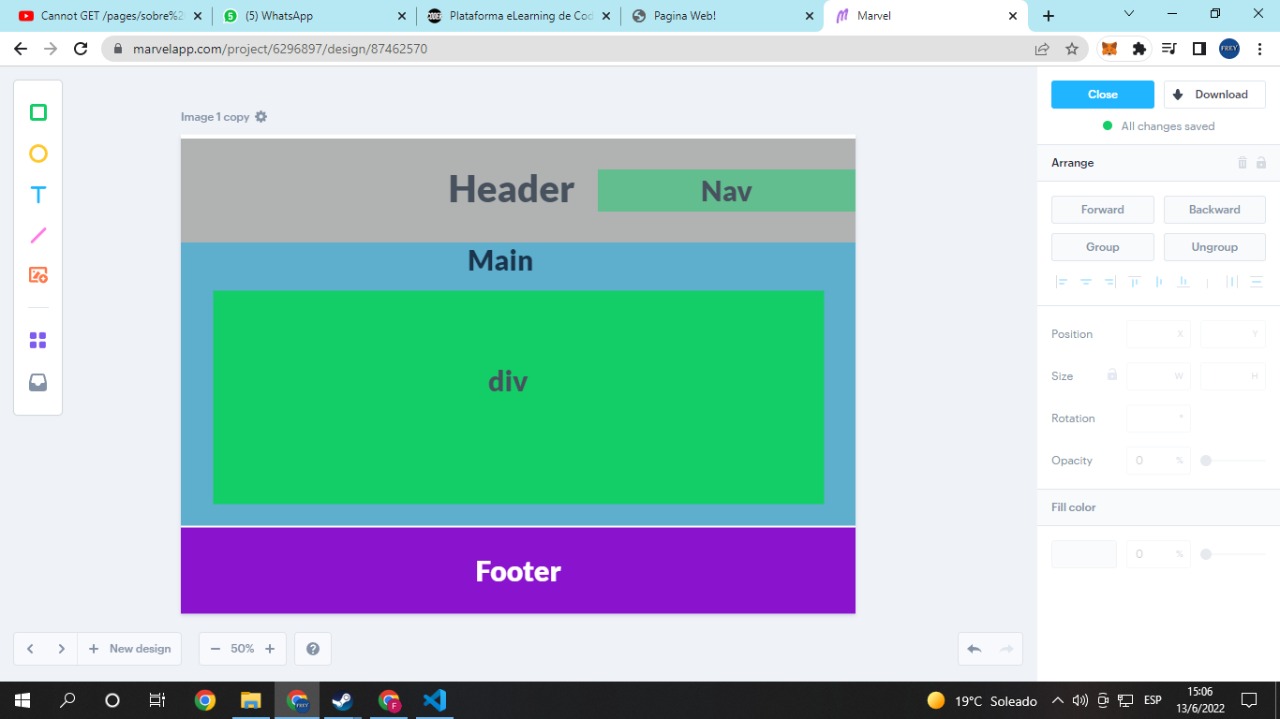 Cannot GET /pages/sobre%2
(5) WhatsApp
Plataforma eLearning de Cod
Pagina Web!
Marvel
marvelapp.com/project/6296897/design/87462570
Close
Download
All changes saved
Image 1 copy
Arrange
Header
Nav
Forward
Backward
Group
Ungroup
Main
Position
X
Y
Size
W
H
div
Rotation
°
Opacity
0
%
Fill color
0
%
Footer
New design
50%
19°C Soleado
ESP
15:06
13/6/2022